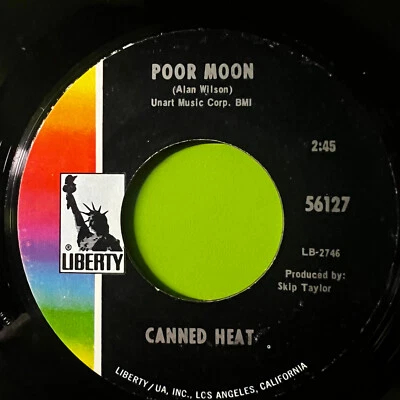 POOR MOON
(Alan Wilson)
Unart Music Corp. BMI
2:45
56127
LB-2746
Produced by:
Skip Taylor
® LIBERTY
CANNED HEAT
LIBERTY/UA, INC., LOS ANGELES, CALIFORNIA